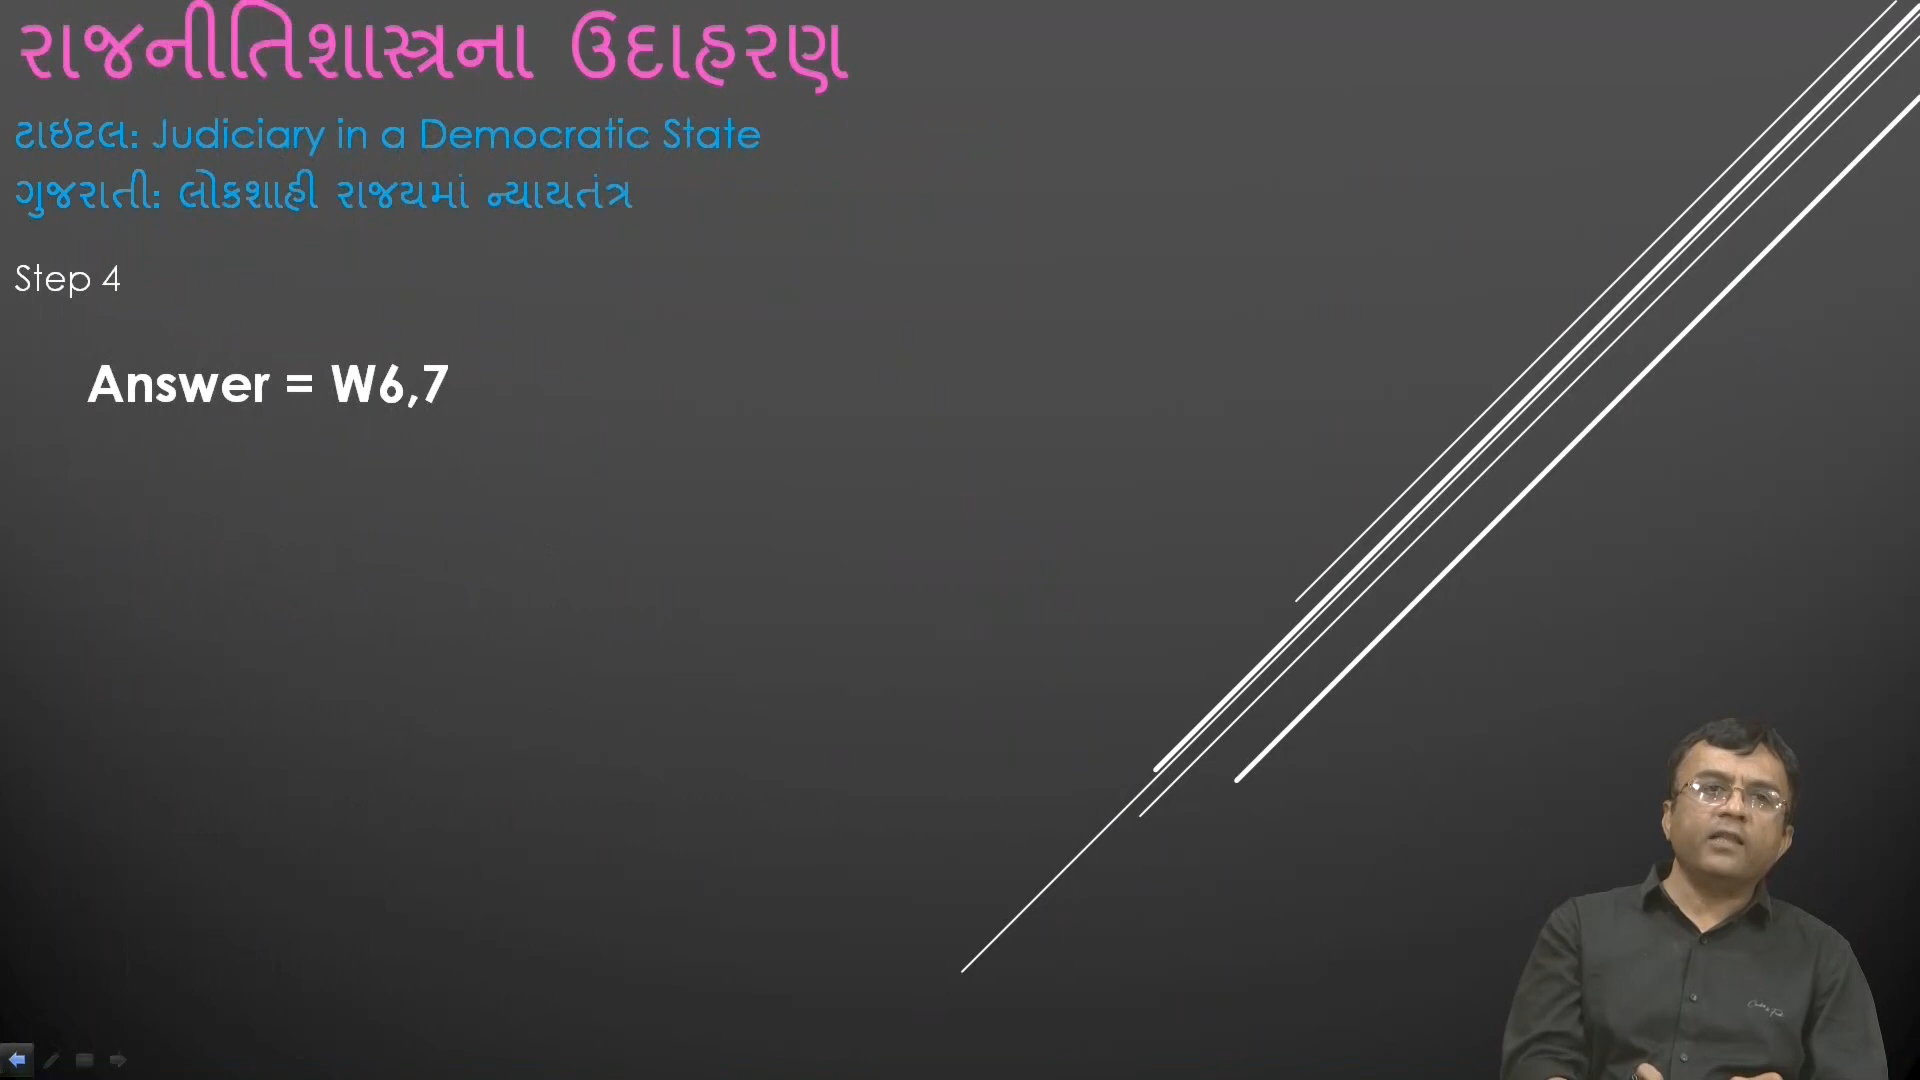 રાજનીતિશાસ્ત્રના ઉદાહરણ
ટાઇટલ: Judiciary in a Democratic State
ગુજરાતી: લોકશાહી રાજયમાં ન્યાયતંત્ર
Step 4
Answer = W6,7